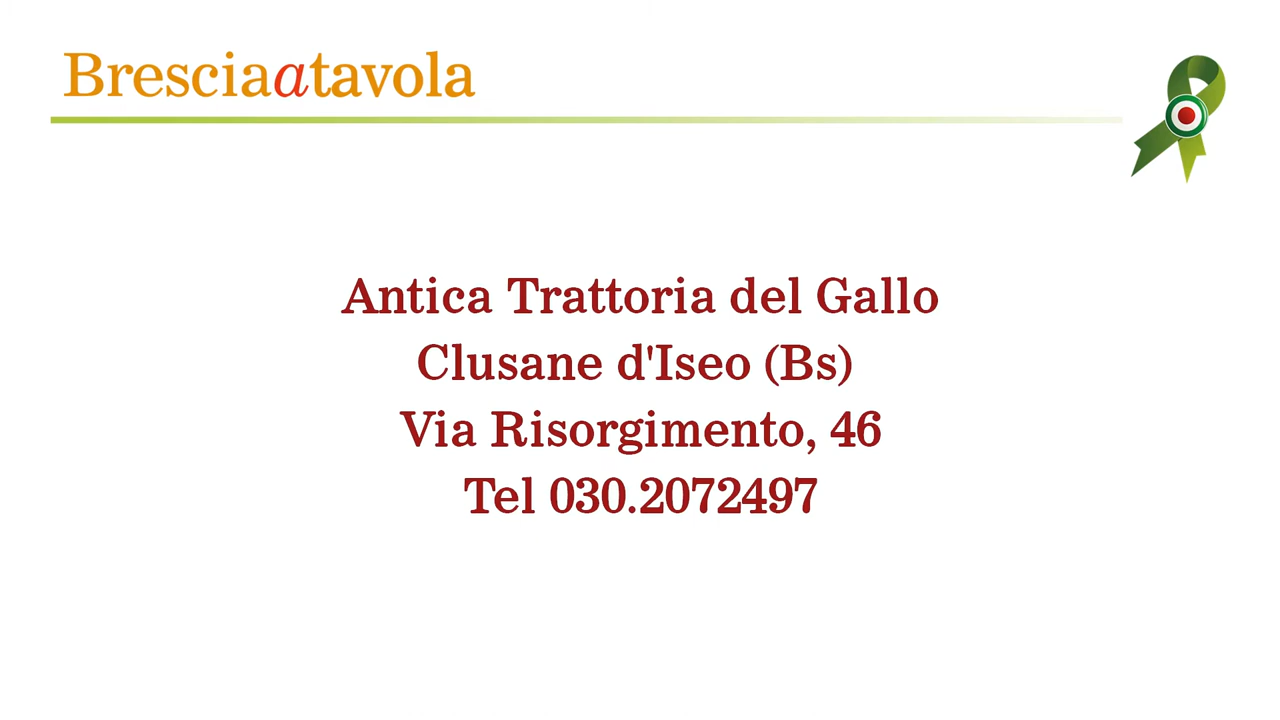 Bresciaatavola
Antica Trattoria del Gallo
Clusane d'Iseo (Bs)
Via Risorgimento, 46
Tel 030.2072497